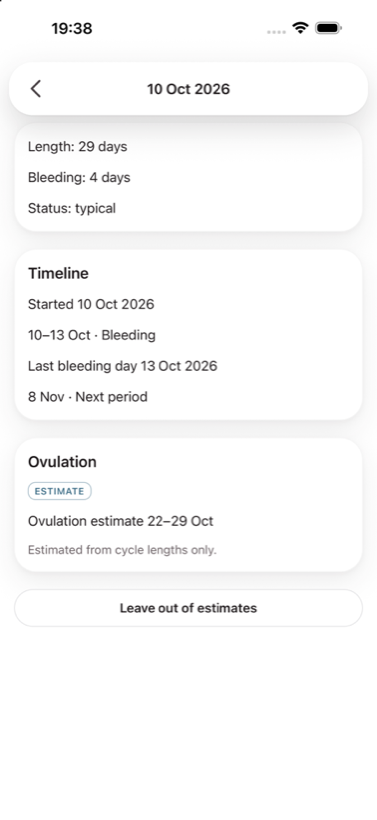 19:38
10 Oct 2026
Length: 29 days
Bleeding: 4 days
Status: typical
Timeline
Started 10 Oct 2026
10–13 Oct · Bleeding
Last bleeding day 13 Oct 2026
8 Nov · Next period
Ovulation
ESTIMATE
Ovulation estimate 22–29 Oct
Estimated from cycle lengths only.
Leave out of estimates